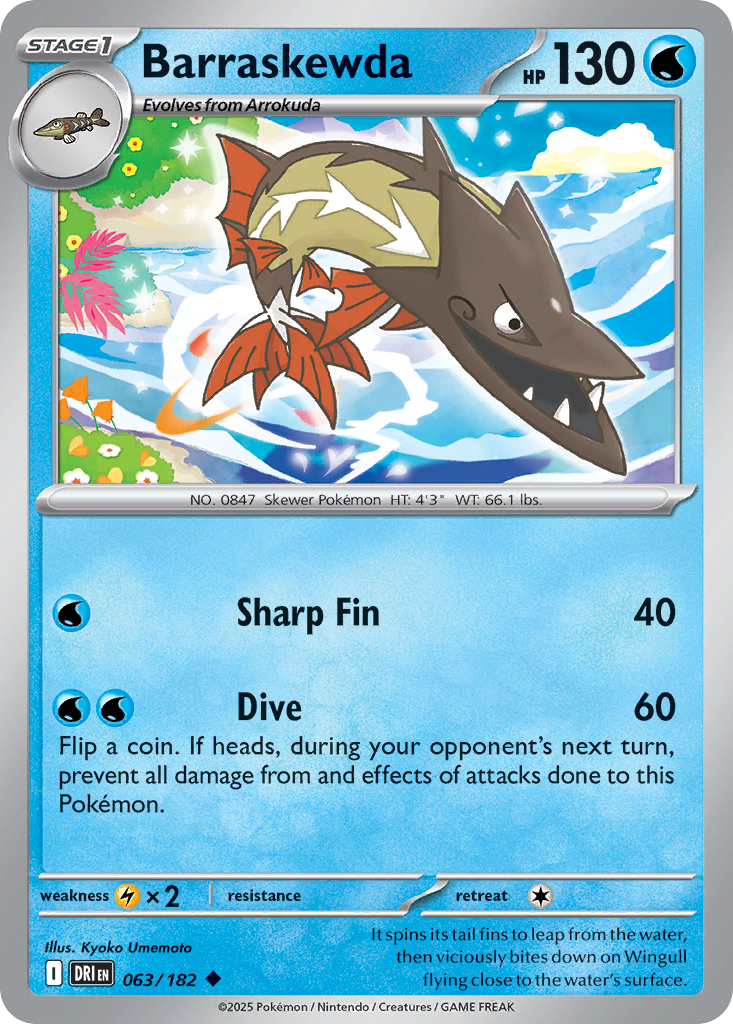 STAGE1
Barraskewda
HP 130
Evolves from Arrokuda
NO. 0847 Skewer Pokémon HT: 4'3" WT: 66.1 lbs.
Sharp Fin 40
Dive 60
Flip a coin. If heads, during your opponent's next turn,
prevent all damage from and effects of attacks done to this
Pokémon.
weakness ×2 resistance retreat
Illus. Kyoko Umemoto
It spins its tail fins to leap from the water,
then viciously bites down on Wingull
flying close to the water's surface.
I DRI EN 063/182
©2025 Pokémon / Nintendo / Creatures / GAME FREAK